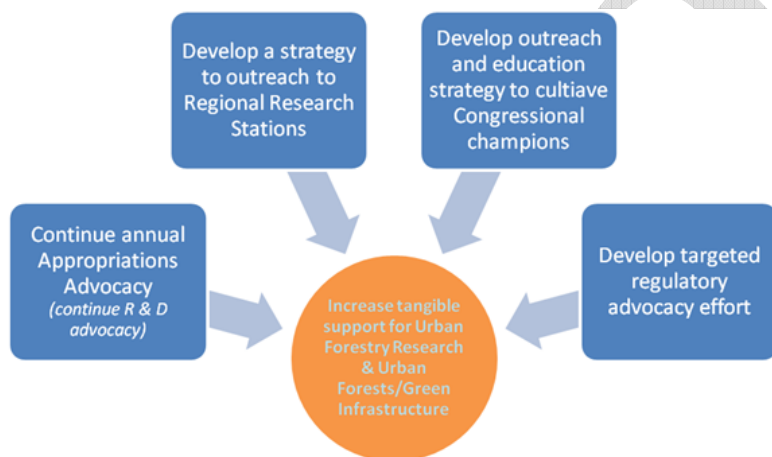 Develop a strategy
to outreach to
Regional Research
Stations
Develop outreach
and education
strategy to cultiave
Congressional
champions
Continue annual
Appropriations
Advocacy
(continue R & D
advocacy)
Develop targeted
regulatory
advocacy effort
Increase tangible
support for Urban
Forestry Research
& Urban
Forests/Green
Infrastructure